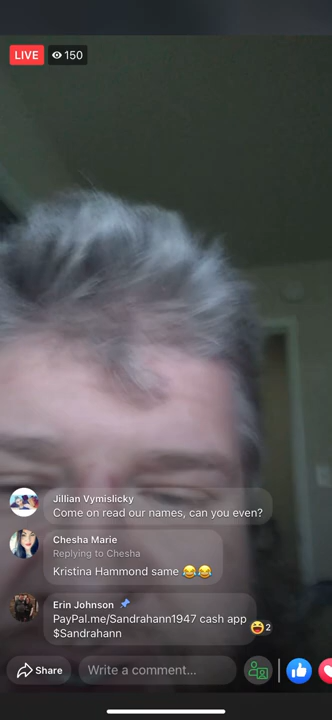 LIVE 150
Jillian Vymislicky
Come on read our names, can you even?
Chesha Marie
Replying to Chesha
Kristina Hammond same 😂😂
Erin Johnson
PayPal.me/Sandrahann1947 cash app
$Sandrahann
😆2
Share
Write a comment...